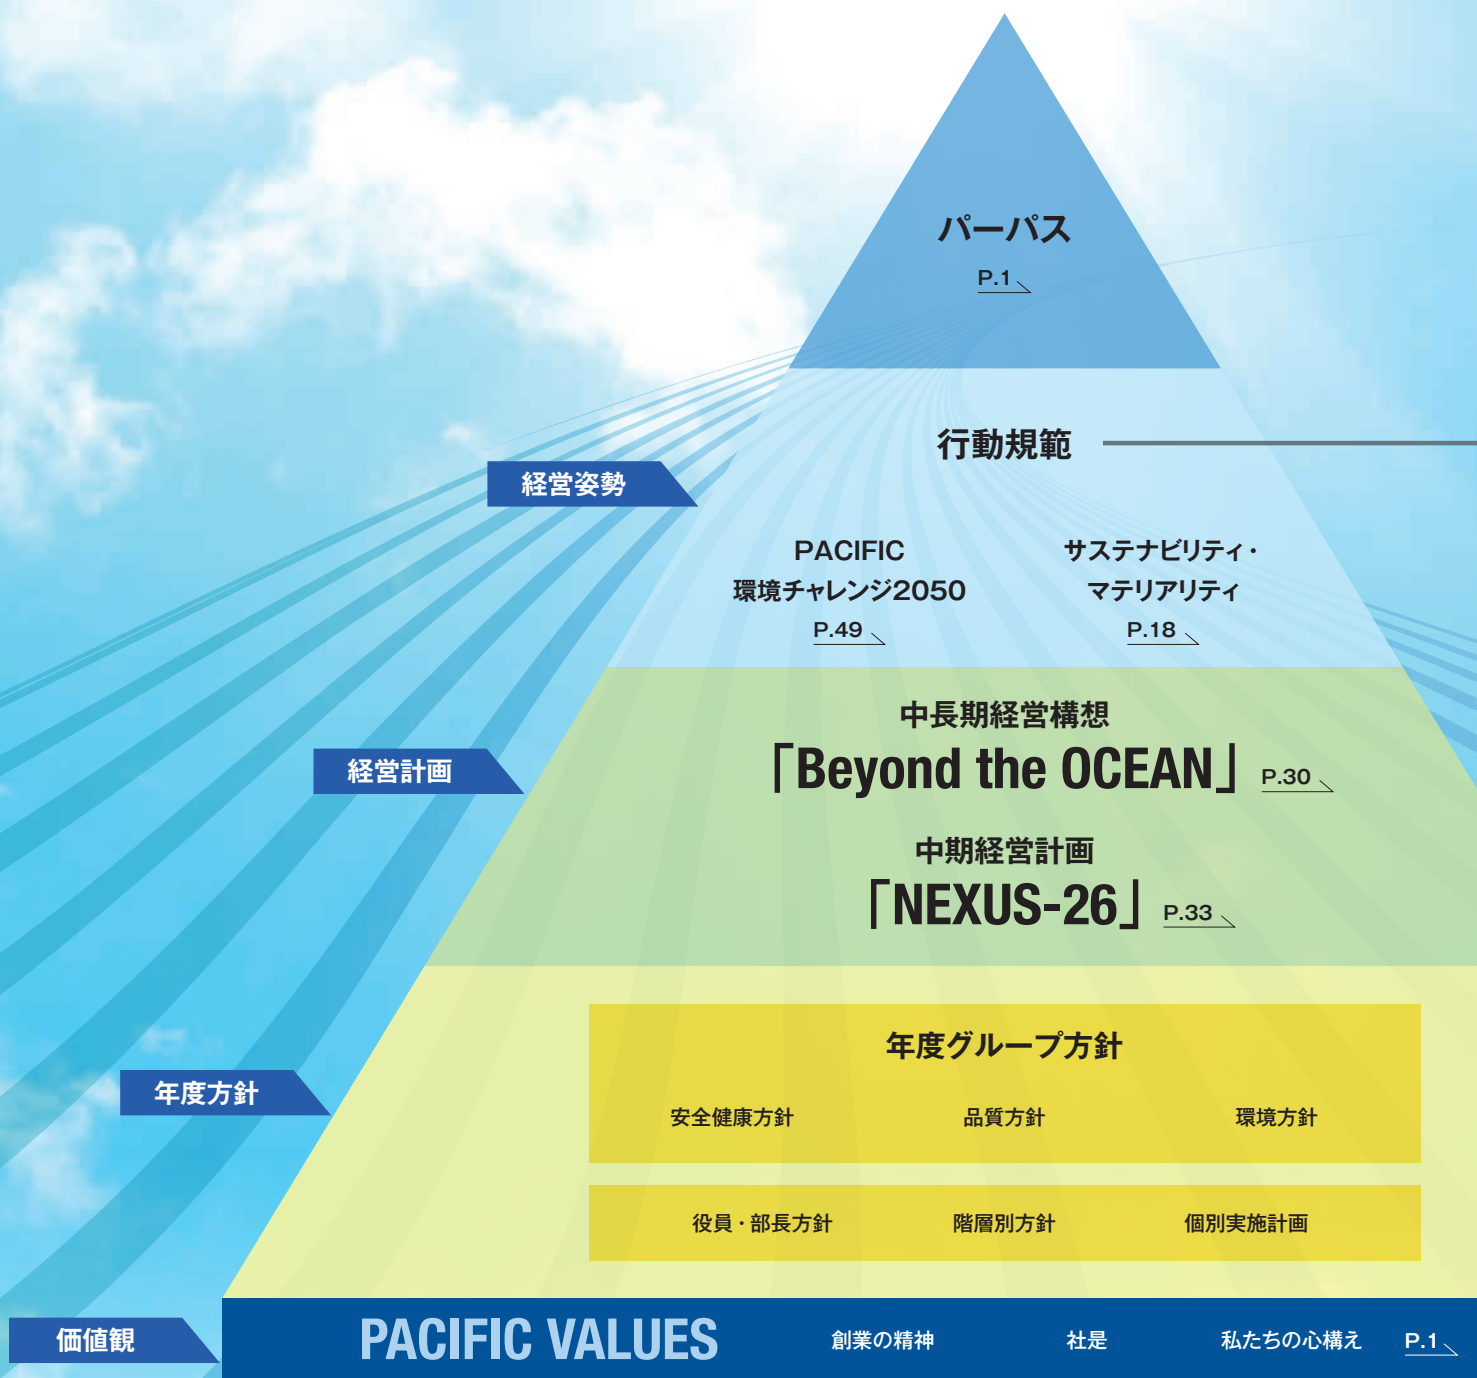 パーパス
P.1
行動規範
経営姿勢
PACIFIC
環境チャレンジ2050
P.49
サステナビリティ・
マテリアリティ
P.18
中長期経営構想
「Beyond the OCEAN」 P.30
経営計画
中期経営計画
「NEXUS-26」 P.33
年度グループ方針
年度方針
安全健康方針 品質方針 環境方針
役員・部長方針 階層別方針 個別実施計画
価値観
PACIFIC VALUES 創業の精神 社是 私たちの心構え P.1